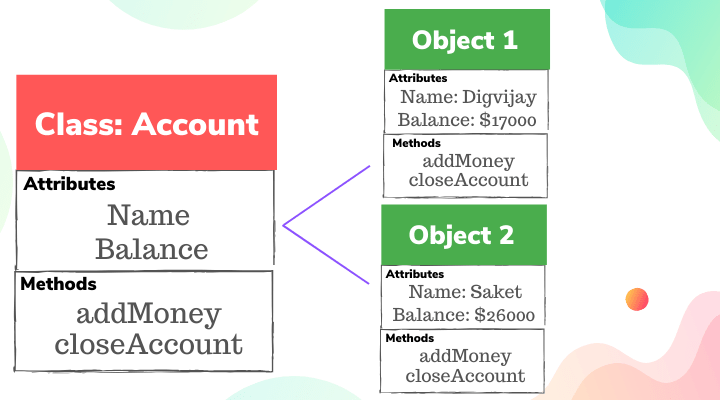 Class: Account
Attributes
Name
Balance
Methods
addMoney
closeAccount
Object 1
Attributes
Name: Digvijay
Balance: $17000
Methods
addMoney
closeAccount
Object 2
Attributes
Name: Saket
Balance: $26000
Methods
addMoney
closeAccount